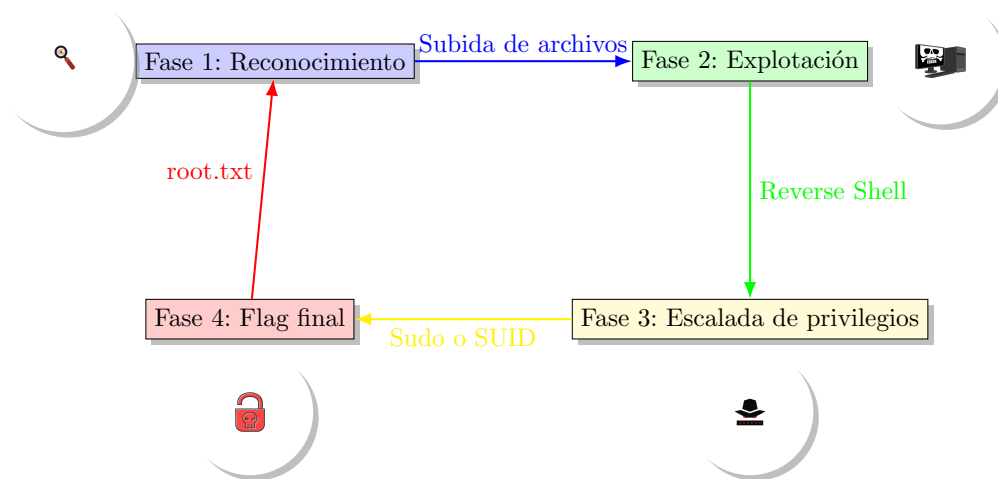 Fase 1: Reconocimiento
Subida de archivos
Fase 2: Explotación
root.txt
Reverse Shell
Fase 4: Flag final
Sudo o SUID
Fase 3: Escalada de privilegios